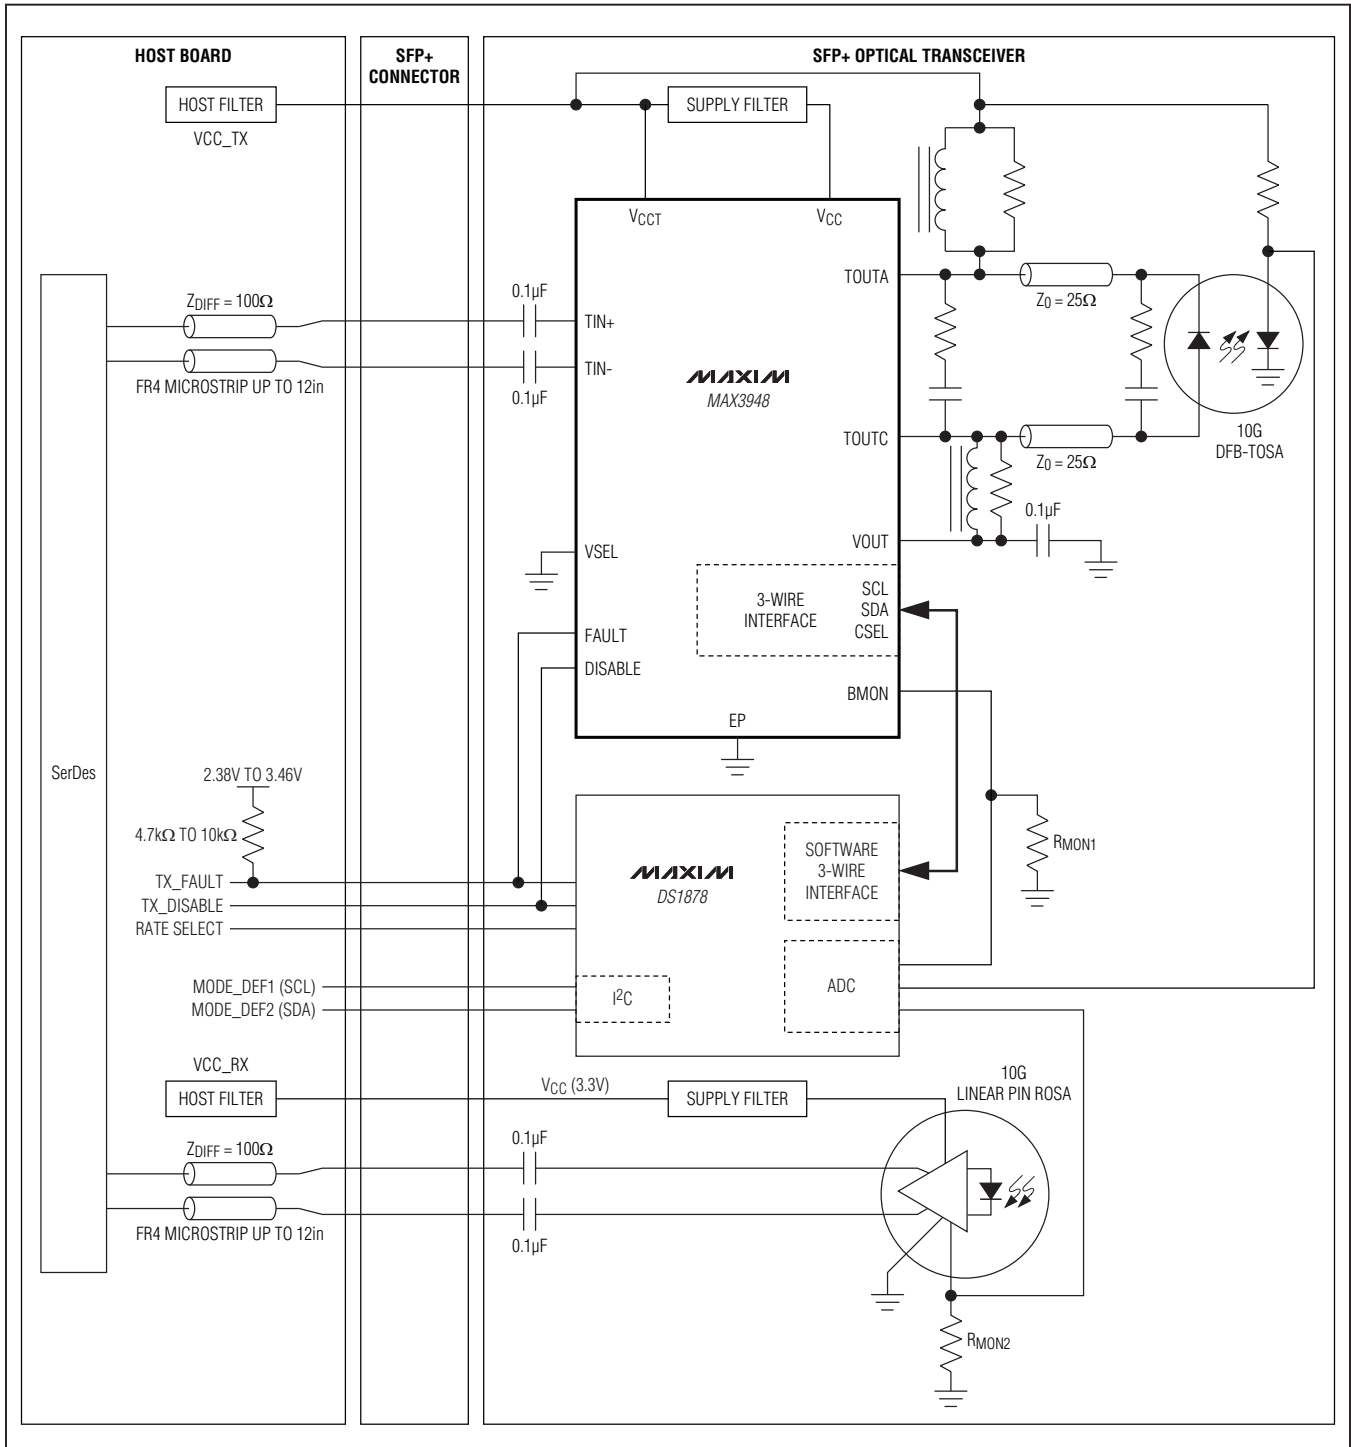 HOST BOARD
SFP+
CONNECTOR
SFP+ OPTICAL TRANSCEIVER
HOST FILTER
VCC_TX
SUPPLY FILTER
VCCT
VCC
TOUTA
Z0 = 25Ω
ZDIFF = 100Ω
0.1µF
TIN+
TIN-
FR4 MICROSTRIP UP TO 12in
0.1µF
MAXIM
MAX3948
TOUTC
Z0 = 25Ω
10G
DFB-TOSA
0.1µF
VOUT
VSEL
3-WIRE
INTERFACE
SCL
SDA
CSEL
FAULT
DISABLE
BMON
EP
SerDes
2.38V TO 3.46V
4.7kΩ TO 10kΩ
RMON1
SOFTWARE
3-WIRE
INTERFACE
MAXIM
DS1878
TX_FAULT
TX_DISABLE
RATE SELECT
ADC
I2C
MODE_DEF1 (SCL)
MODE_DEF2 (SDA)
VCC_RX
HOST FILTER
VCC (3.3V)
SUPPLY FILTER
10G
LINEAR PIN ROSA
ZDIFF = 100Ω
0.1µF
FR4 MICROSTRIP UP TO 12in
0.1µF
RMON2